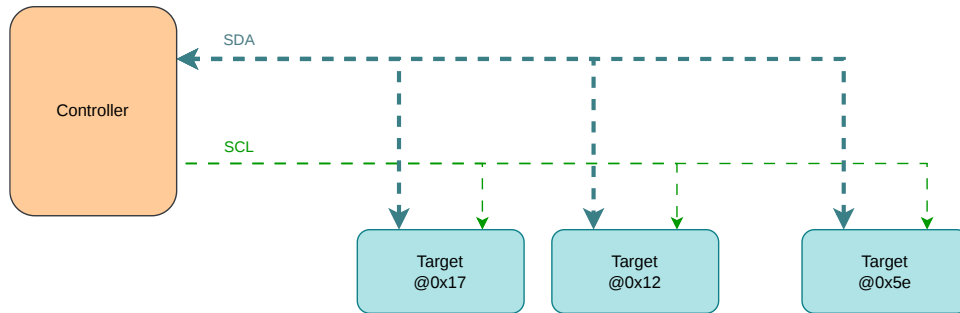 SDA
Controller
SCL
Target
@0x17
Target
@0x12
Target
@0x5e